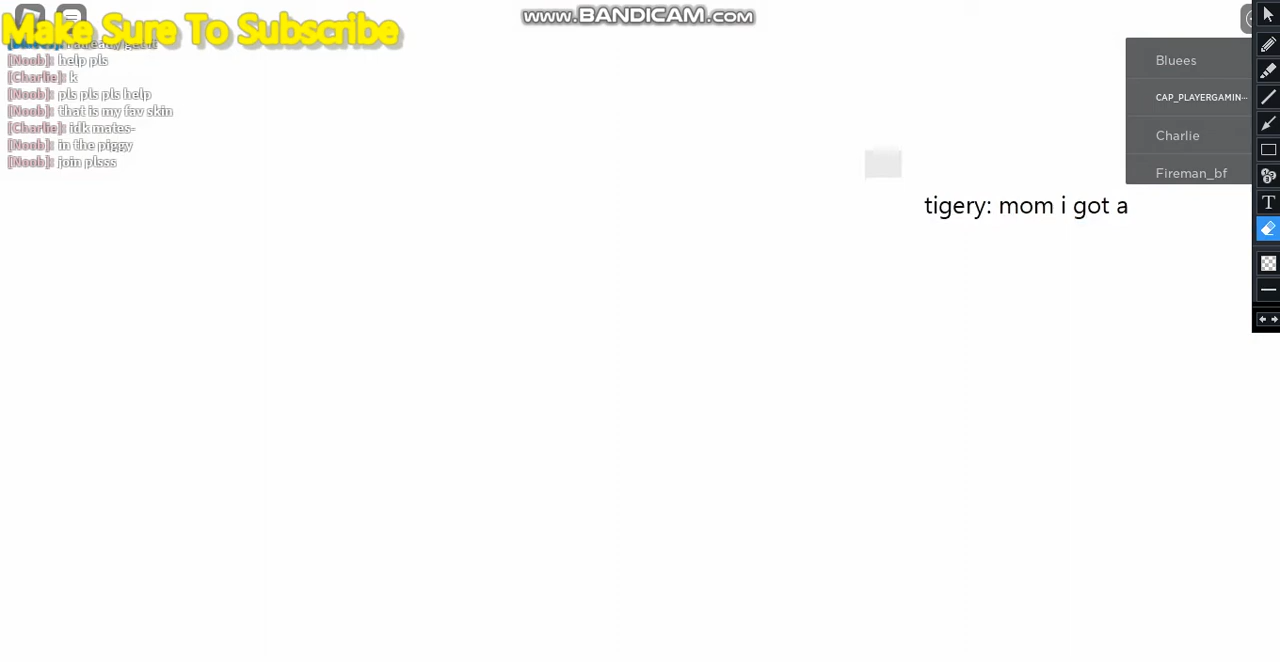 Make Sure To Subscribe
www.BANDICAM.com
[Noob]: help pls
[Charlie]: k
[Noob]: pls pls pls help
[Noob]: that is my fav skin
[Charlie]: idk mates-
[Noob]: in the piggy
[Noob]: join plsss
Bluees
CAP_PLAYERGAMIN...
Charlie
Fireman_bf
tigery: mom i got a
T